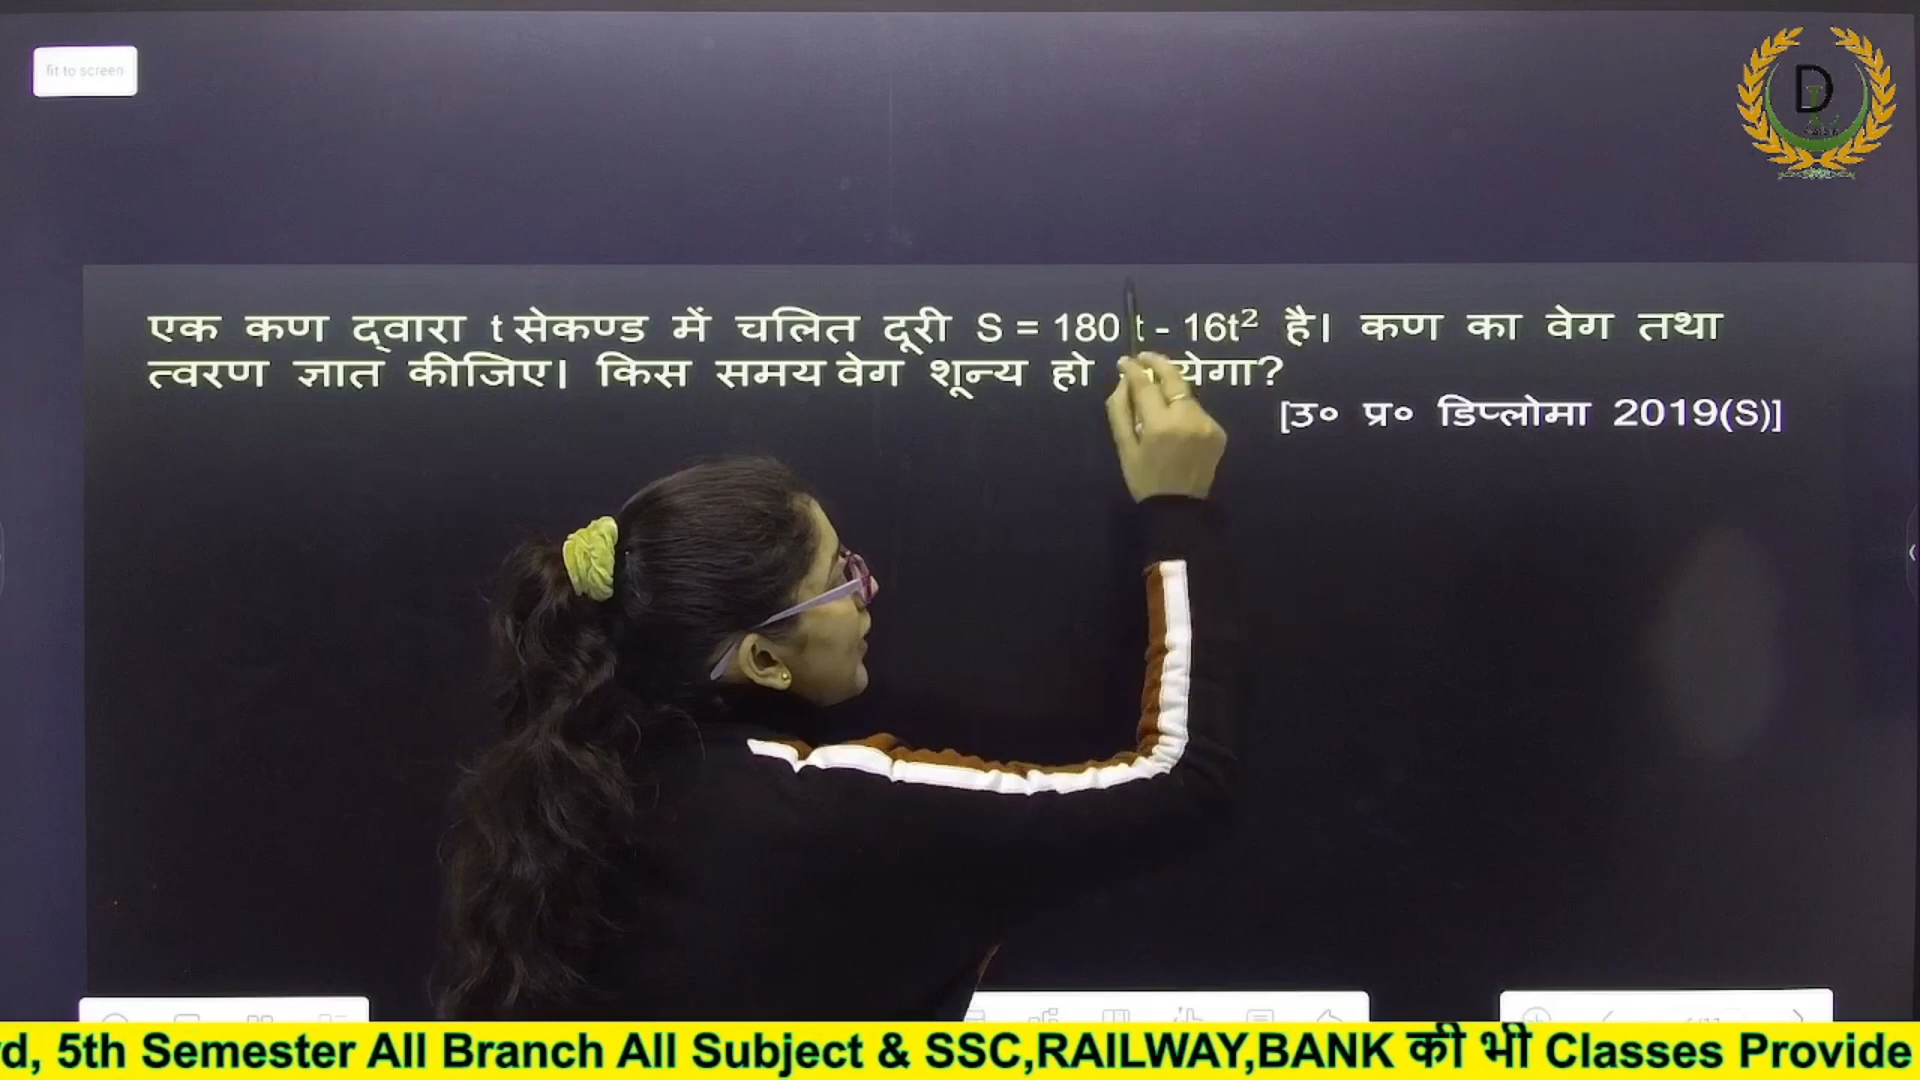 fit to screen
D
एक कण द्वारा t सेकण्ड में चलित दूरी S = 180 t - 16t² है। कण का वेग तथा
त्वरण ज्ञात कीजिए। किस समय वेग शून्य हो येगा?
[उ० प्र० डिप्लोमा 2019(S)]
d, 5th Semester All Branch All Subject & SSC,RAILWAY,BANK की भी Classes Provide